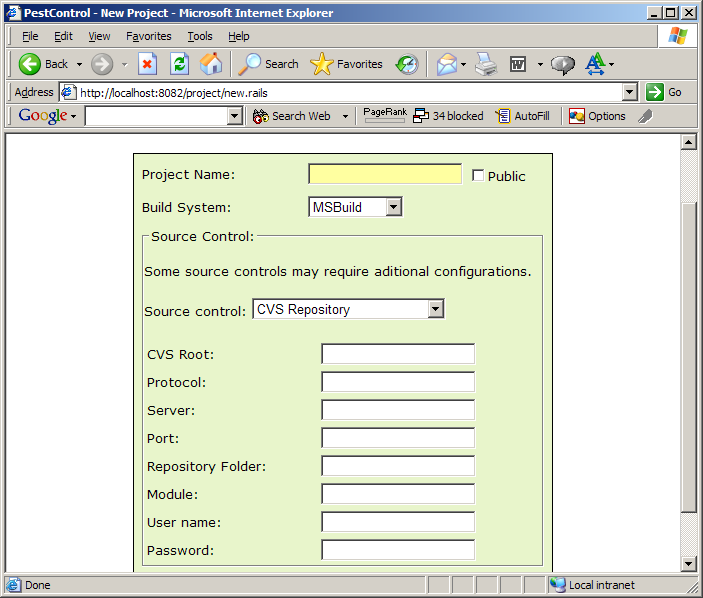 PestControl - New Project - Microsoft Internet Explorer
File Edit View Favorites Tools Help
Back Search Favorites
Address http://localhost:8082/project/new.rails Go
Google Search Web PageRank 34 blocked AutoFill Options
Project Name: Public
Build System: MSBuild
Source Control:
Some source controls may require aditional configurations.
Source control: CVS Repository
CVS Root:
Protocol:
Server:
Port:
Repository Folder:
Module:
User name:
Password:
Done Local intranet